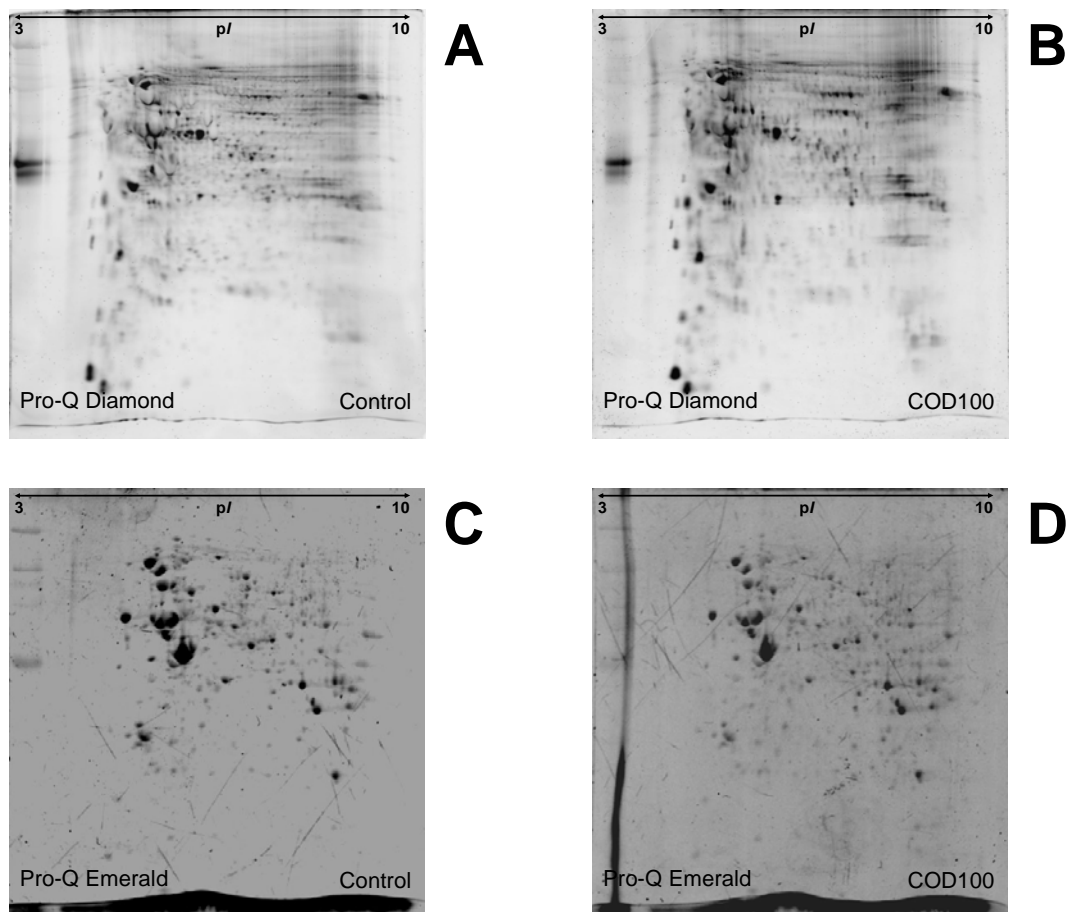 3 pI 10
A
Pro-Q Diamond Control
3 pI 10
B
Pro-Q Diamond COD100
3 pI 10
C
Pro-Q Emerald Control
3 pI 10
D
Pro-Q Emerald COD100